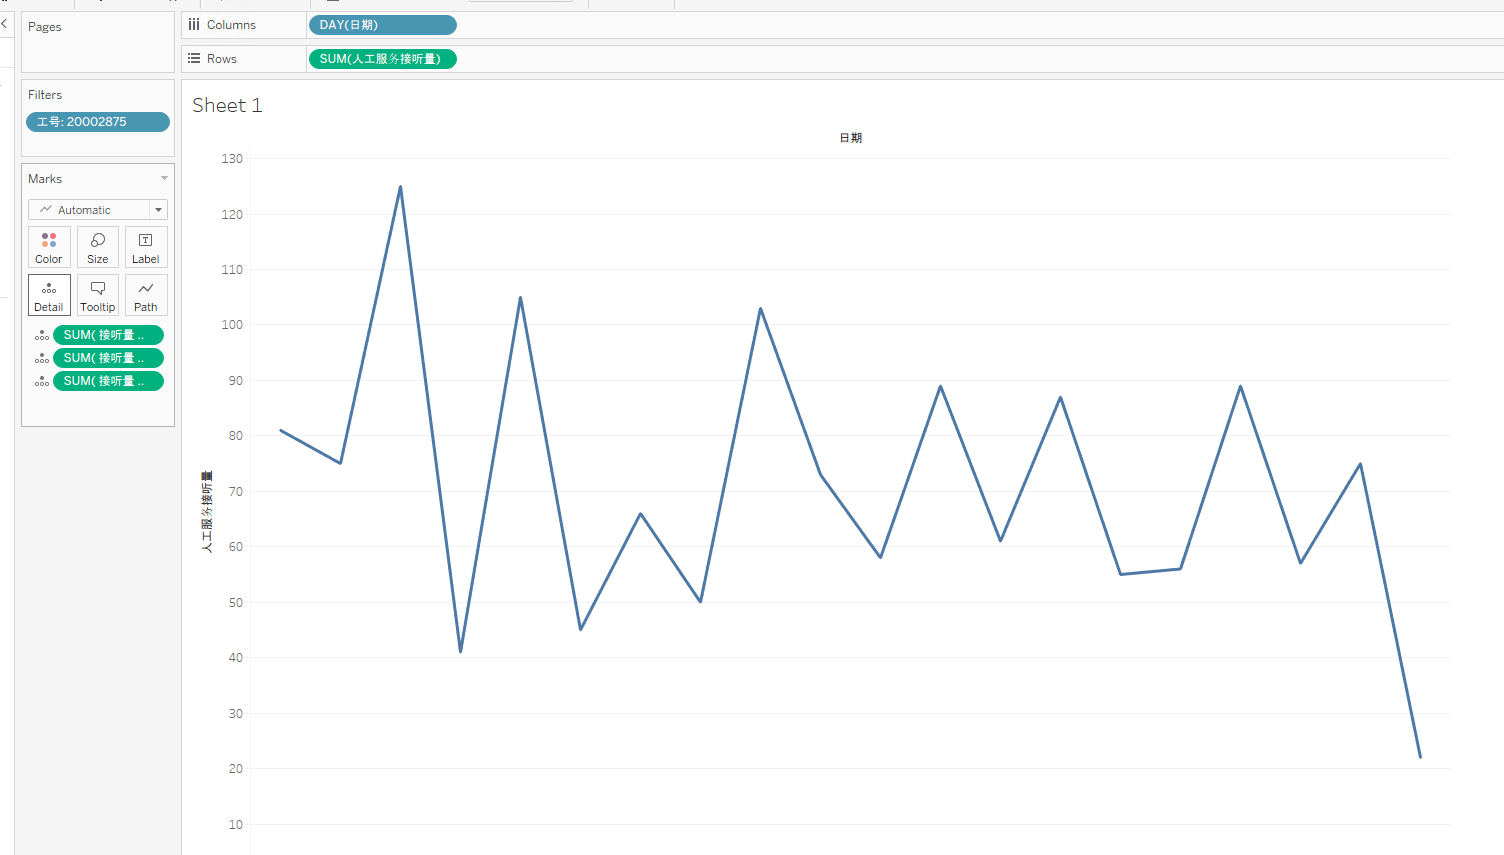 Pages
Columns
DAY(日期)
Rows
SUM(人工服务接听量)
Filters
工号: 20002875
Marks
Automatic
Color
Size
Label
Detail
Tooltip
Path
SUM( 接听量 ..
SUM( 接听量 ..
SUM( 接听量 ..
Sheet 1
日期
人工服务接听量
130
120
110
100
90
80
70
60
50
40
30
20
10